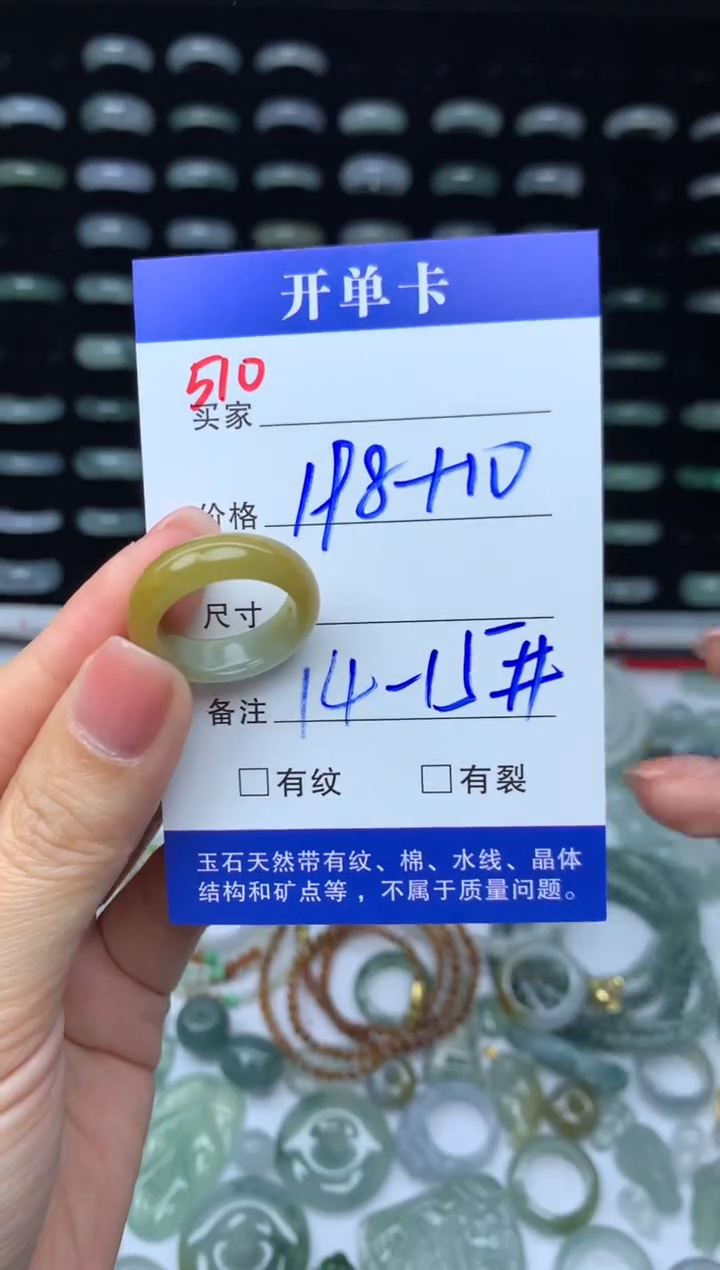 开单卡
510
买家
价格 198+10
尺寸
备注 14-15#
□有纹 □有裂
玉石天然带有纹、棉、水线、晶体
结构和矿点等，不属于质量问题。